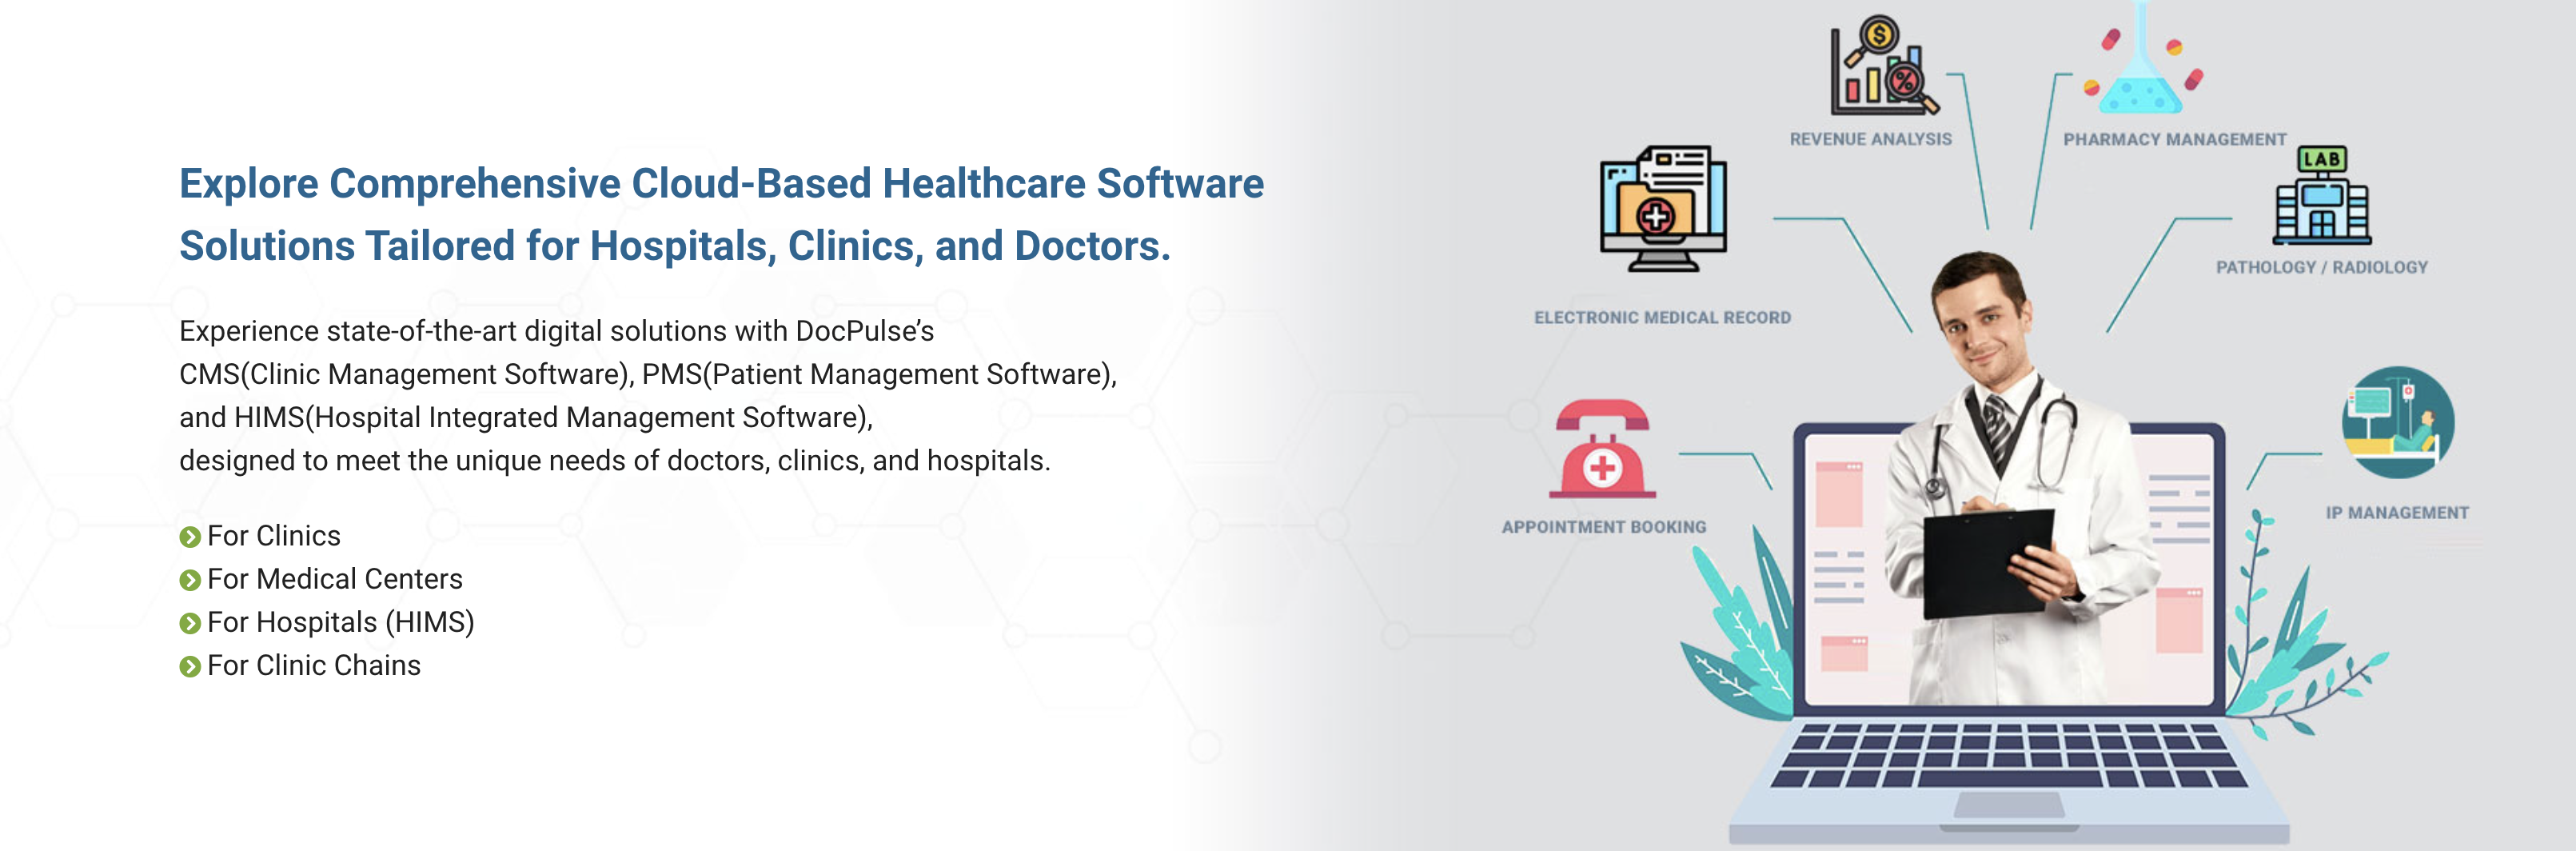 Explore Comprehensive Cloud-Based Healthcare Software
Solutions Tailored for Hospitals, Clinics, and Doctors.
Experience state-of-the-art digital solutions with DocPulse’s
CMS(Clinic Management Software), PMS(Patient Management Software),
and HIMS(Hospital Integrated Management Software),
designed to meet the unique needs of doctors, clinics, and hospitals.
For Clinics
For Medical Centers
For Hospitals (HIMS)
For Clinic Chains
$
%
REVENUE ANALYSIS
PHARMACY MANAGEMENT
LAB
PATHOLOGY / RADIOLOGY
ELECTRONIC MEDICAL RECORD
APPOINTMENT BOOKING
IP MANAGEMENT